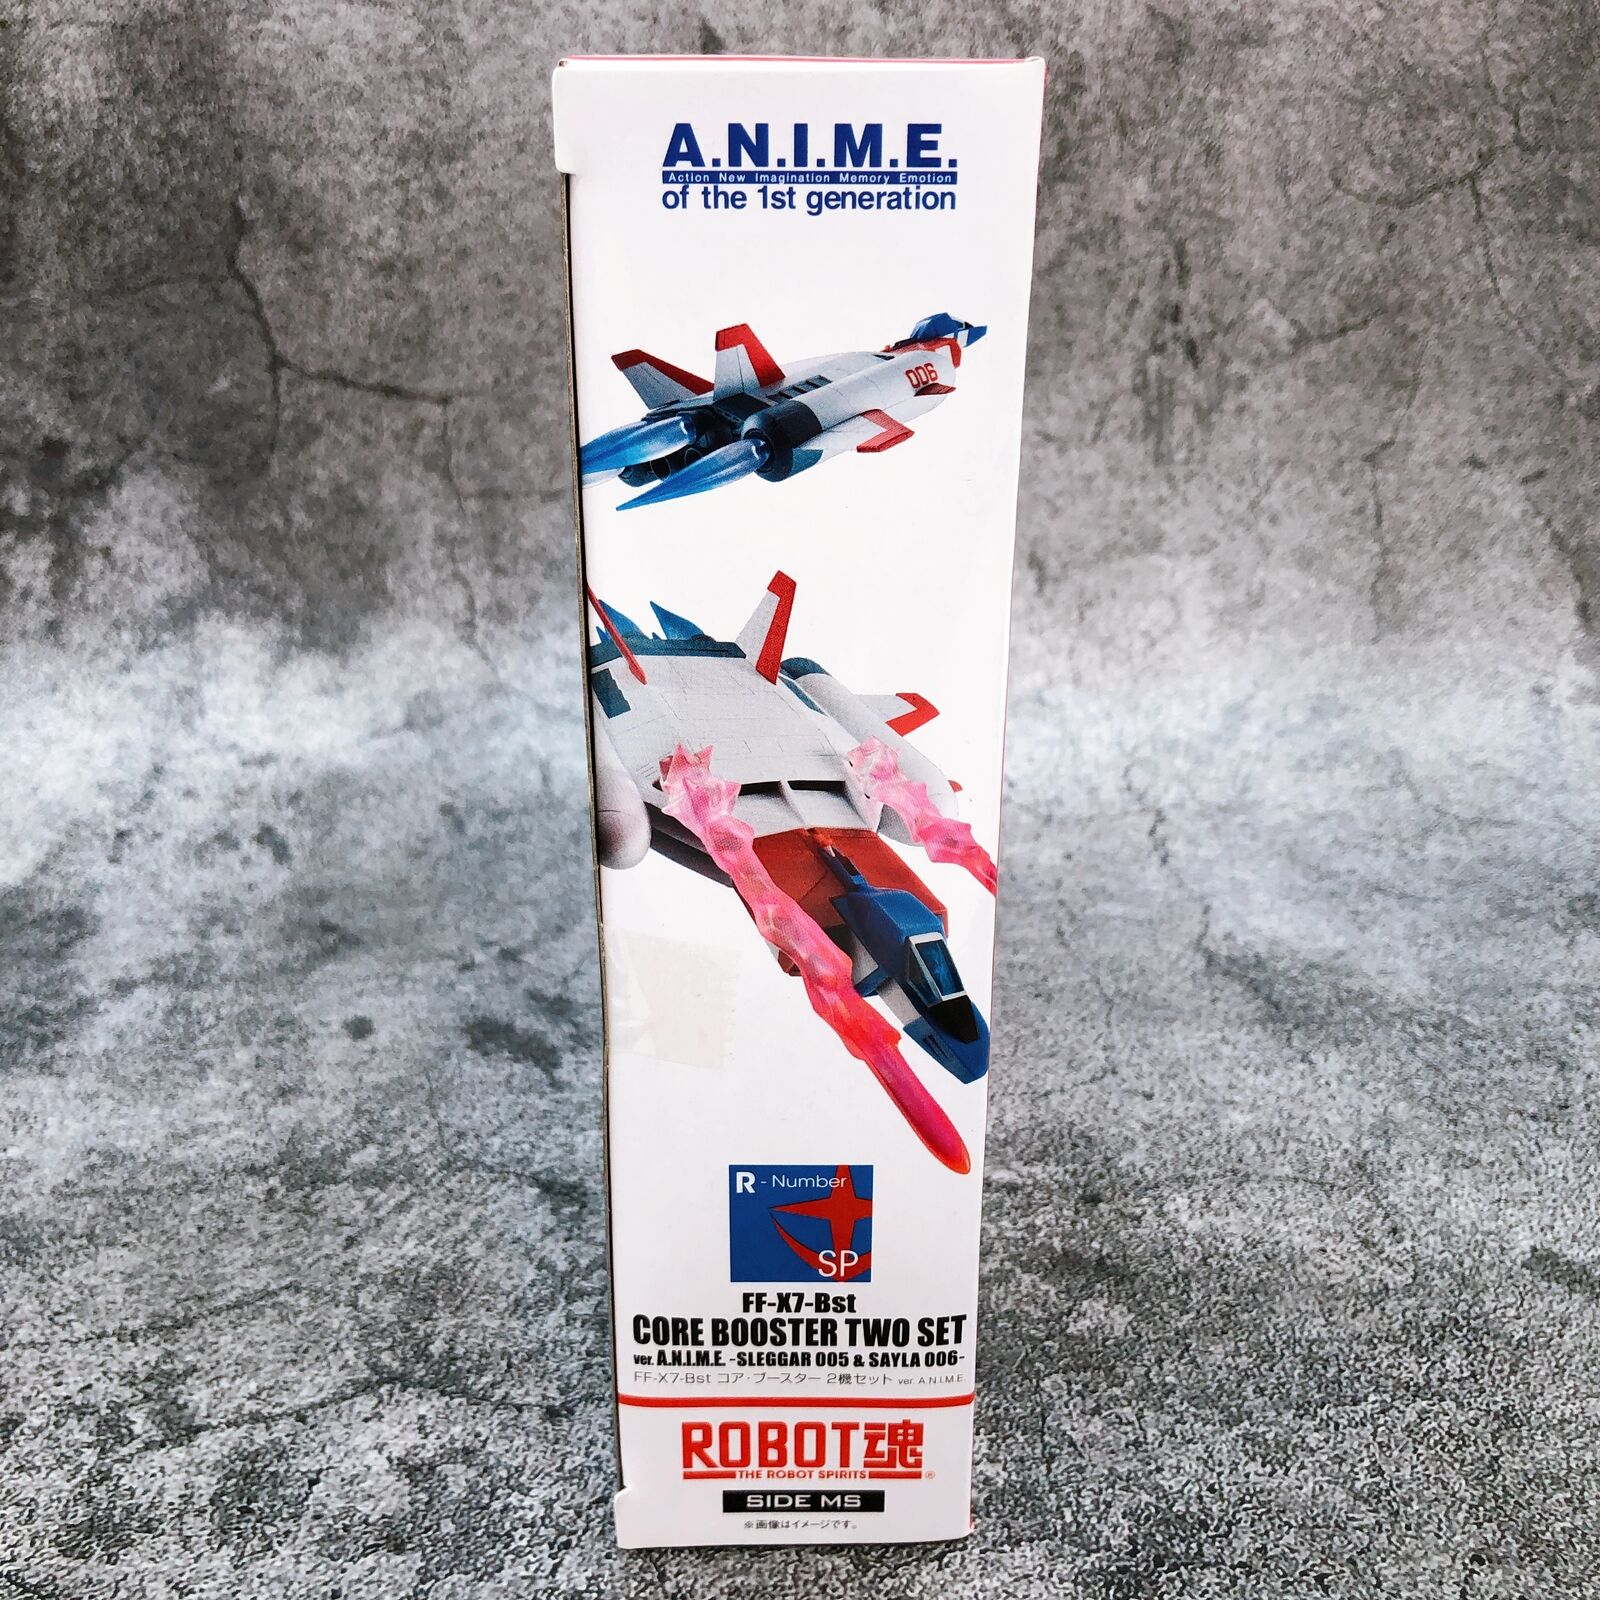 A.N.I.M.E.
Action New Imagination Memory Emotion
of the 1st generation
006
R - Number
SP
FF-X7-Bst
CORE BOOSTER TWO SET
ver. A.N.I.M.E. -SLEGGAR 005 & SAYLA 006-
FF-X7-Bst コア・ブースター 2機セット ver. A.N.I.M.E.
ROBOT魂
THE ROBOT SPIRITS ®
SIDE MS
※画像はイメージです。